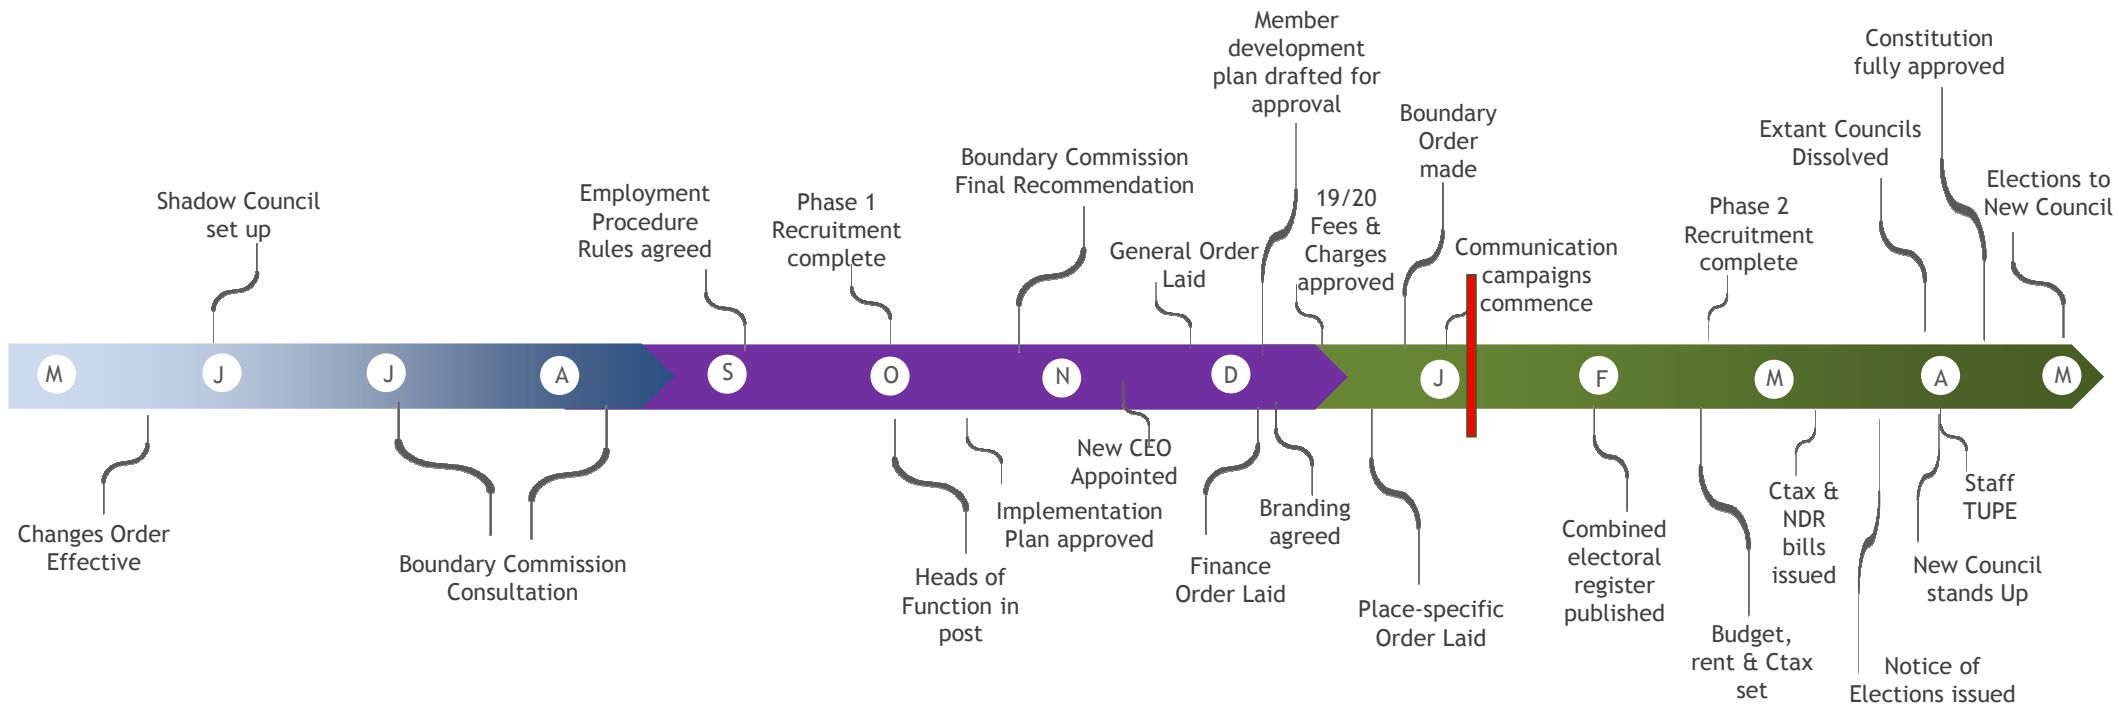 Member
development
plan drafted for
approval
Constitution
fully approved
Boundary
Order
made
Extant Councils
Dissolved
Boundary Commission
Final Recommendation
Elections to
New Council
Shadow Council
set up
Employment
Procedure
Rules agreed
Phase 1
Recruitment
complete
19/20
Fees &
Charges
approved
Phase 2
Recruitment
complete
General Order
Laid
Communication
campaigns
commence
M J J A S O N D J F M A M
Changes Order
Effective
Boundary Commission
Consultation
New CEO
Appointed
Implementation
Plan approved
Heads of
Function in
post
Branding
agreed
Finance
Order Laid
Place-specific
Order Laid
Combined
electoral
register
published
Ctax &
NDR
bills
issued
Budget,
rent & Ctax
set
Staff
TUPE
New Council
stands Up
Notice of
Elections issued